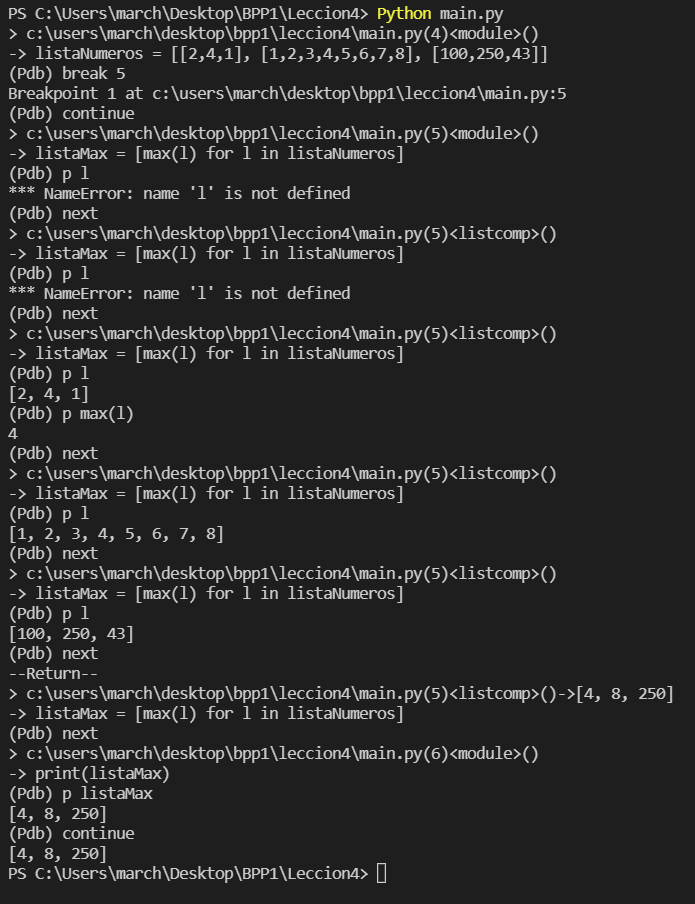 PS C:\Users\march\Desktop\BPP1\Leccion4> Python main.py
> c:\users\march\desktop\bpp1\leccion4\main.py(4)<module>()
-> listaNumeros = [[2,4,1], [1,2,3,4,5,6,7,8], [100,250,43]]
(Pdb) break 5
Breakpoint 1 at c:\users\march\desktop\bpp1\leccion4\main.py:5
(Pdb) continue
> c:\users\march\desktop\bpp1\leccion4\main.py(5)<module>()
-> listaMax = [max(l) for l in listaNumeros]
(Pdb) p l
*** NameError: name 'l' is not defined
(Pdb) next
> c:\users\march\desktop\bpp1\leccion4\main.py(5)<listcomp>()
-> listaMax = [max(l) for l in listaNumeros]
(Pdb) p l
*** NameError: name 'l' is not defined
(Pdb) next
> c:\users\march\desktop\bpp1\leccion4\main.py(5)<listcomp>()
-> listaMax = [max(l) for l in listaNumeros]
(Pdb) p l
[2, 4, 1]
(Pdb) p max(l)
4
(Pdb) next
> c:\users\march\desktop\bpp1\leccion4\main.py(5)<listcomp>()
-> listaMax = [max(l) for l in listaNumeros]
(Pdb) p l
[1, 2, 3, 4, 5, 6, 7, 8]
(Pdb) next
> c:\users\march\desktop\bpp1\leccion4\main.py(5)<listcomp>()
-> listaMax = [max(l) for l in listaNumeros]
(Pdb) p l
[100, 250, 43]
(Pdb) next
--Return--
> c:\users\march\desktop\bpp1\leccion4\main.py(5)<listcomp>()->[4, 8, 250]
-> listaMax = [max(l) for l in listaNumeros]
(Pdb) next
> c:\users\march\desktop\bpp1\leccion4\main.py(6)<module>()
-> print(listaMax)
(Pdb) p listaMax
[4, 8, 250]
(Pdb) continue
[4, 8, 250]
PS C:\Users\march\Desktop\BPP1\Leccion4>